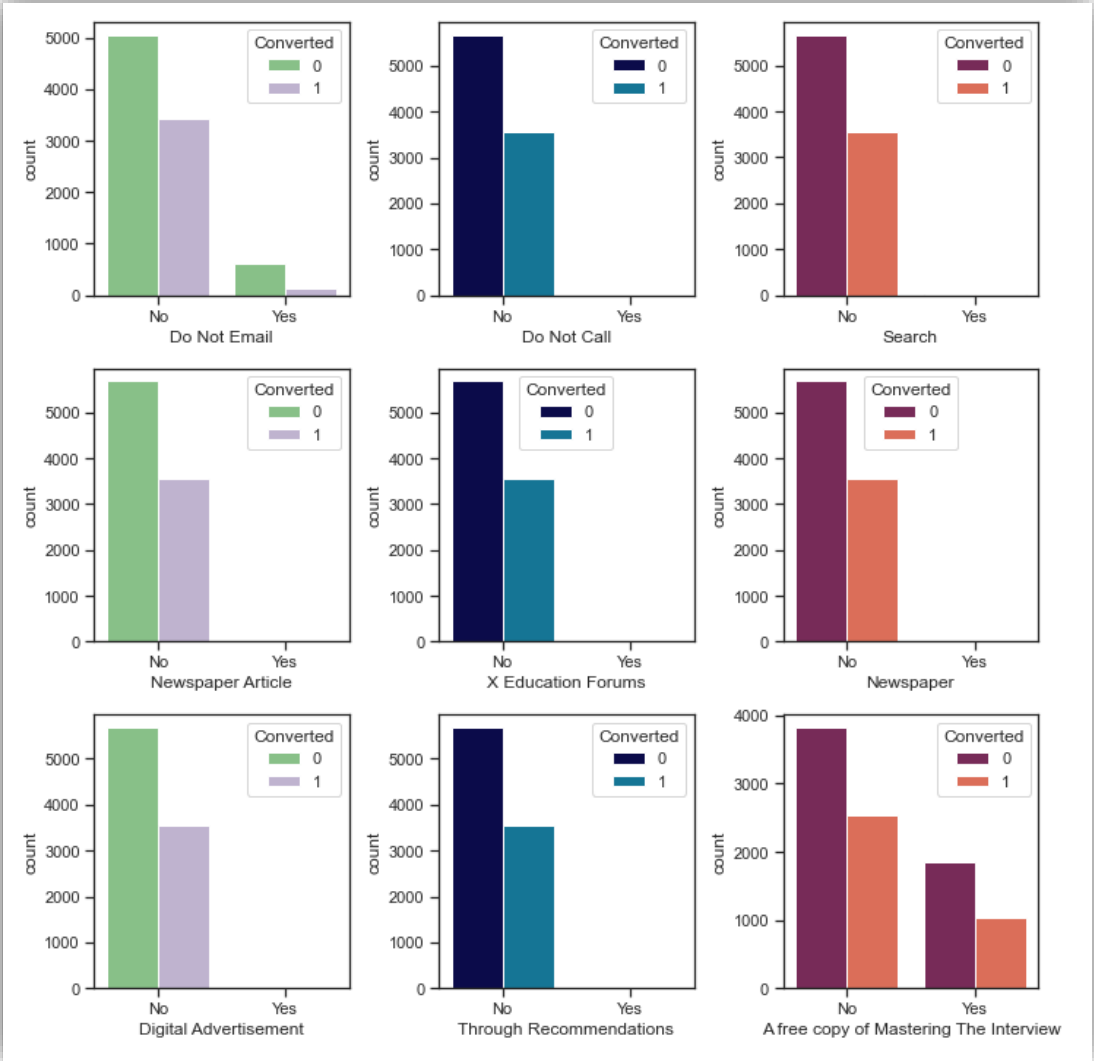 Converted
0
1
5000
4000
3000
2000
1000
0
count
No Yes
Do Not Email
Converted
0
1
5000
4000
3000
2000
1000
0
count
No Yes
Do Not Call
Converted
0
1
5000
4000
3000
2000
1000
0
count
No Yes
Search
Converted
0
1
5000
4000
3000
2000
1000
0
count
No Yes
Newspaper Article
Converted
0
1
5000
4000
3000
2000
1000
0
count
No Yes
X Education Forums
Converted
0
1
5000
4000
3000
2000
1000
0
count
No Yes
Newspaper
Converted
0
1
5000
4000
3000
2000
1000
0
count
No Yes
Digital Advertisement
Converted
0
1
5000
4000
3000
2000
1000
0
count
No Yes
Through Recommendations
Converted
0
1
4000
3000
2000
1000
0
count
No Yes
A free copy of Mastering The Interview